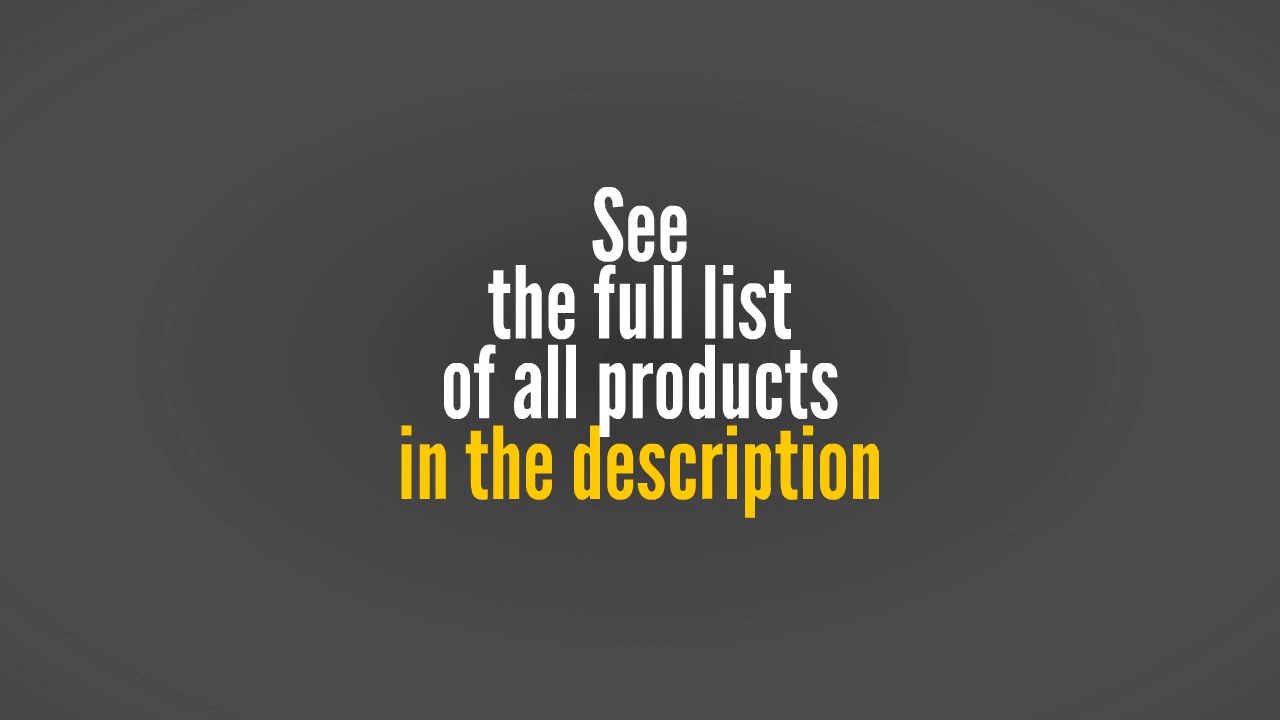 See
the full list
of all products
in the description